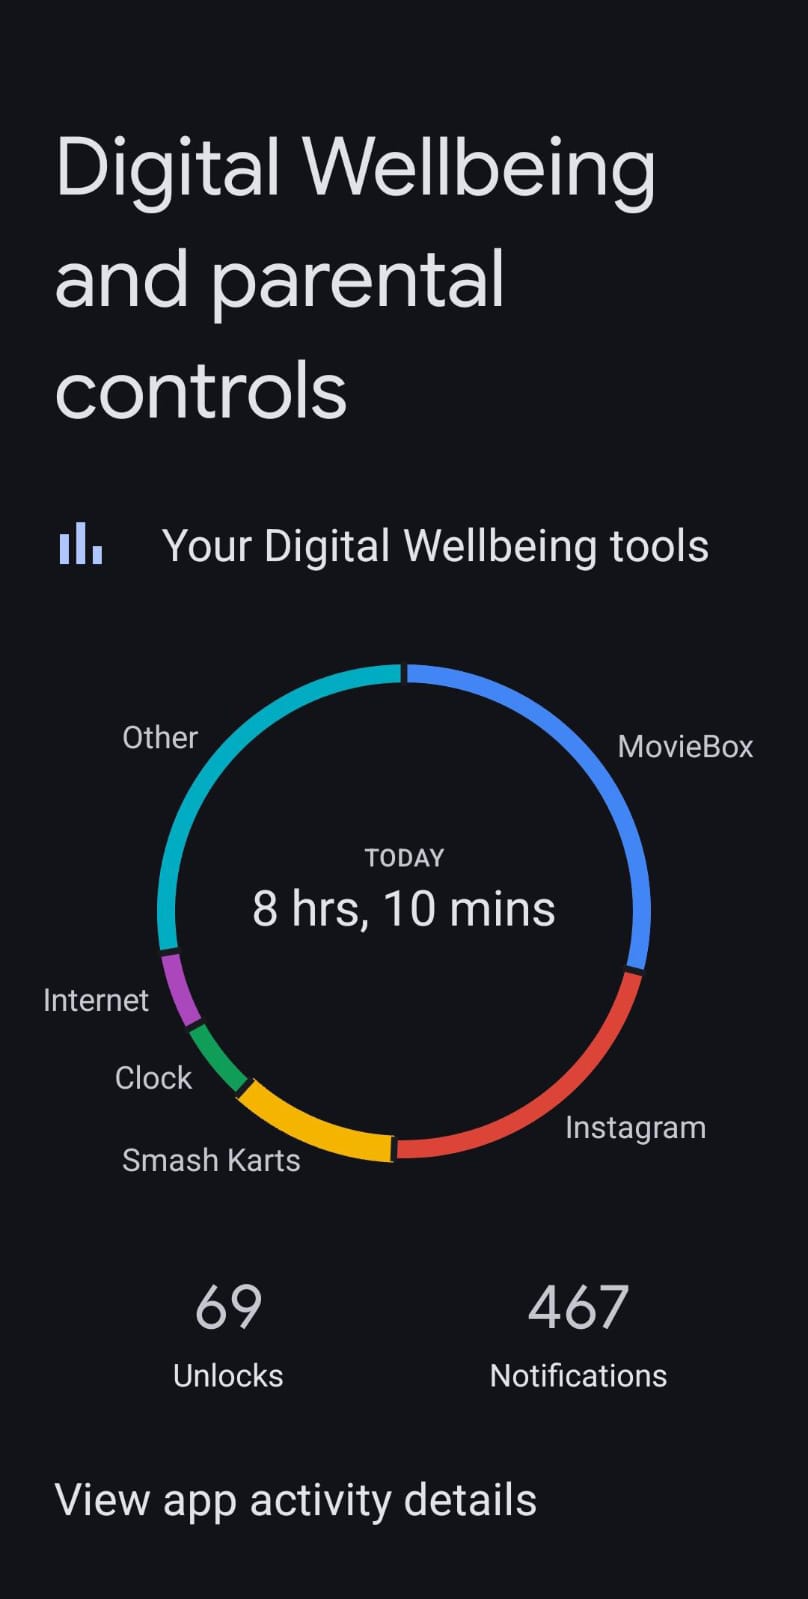 Digital Wellbeing
and parental
controls
Your Digital Wellbeing tools
Other
MovieBox
TODAY
8 hrs, 10 mins
Internet
Clock
Instagram
Smash Karts
69
Unlocks
467
Notifications
View app activity details